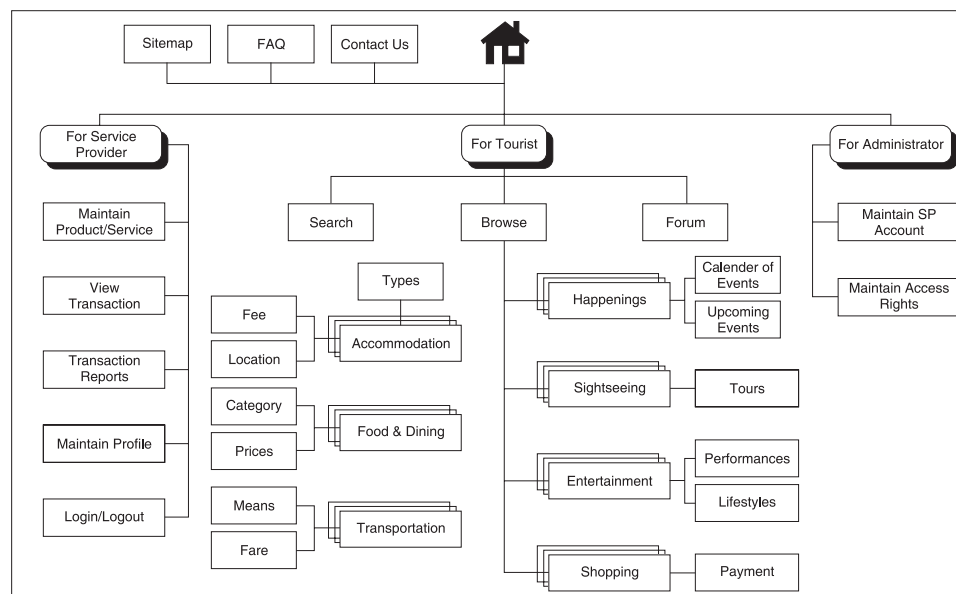 Sitemap
FAQ
Contact Us
For Service
Provider
For Tourist
For Administrator
Maintain
Product/Service
View
Transaction
Transaction
Reports
Maintain Profile
Login/Logout
Search
Browse
Forum
Maintain SP
Account
Maintain Access
Rights
Types
Fee
Location
Accommodation
Category
Prices
Food & Dining
Means
Fare
Transportation
Happenings
Calender of
Events
Upcoming
Events
Sightseeing
Tours
Entertainment
Performances
Lifestyles
Shopping
Payment